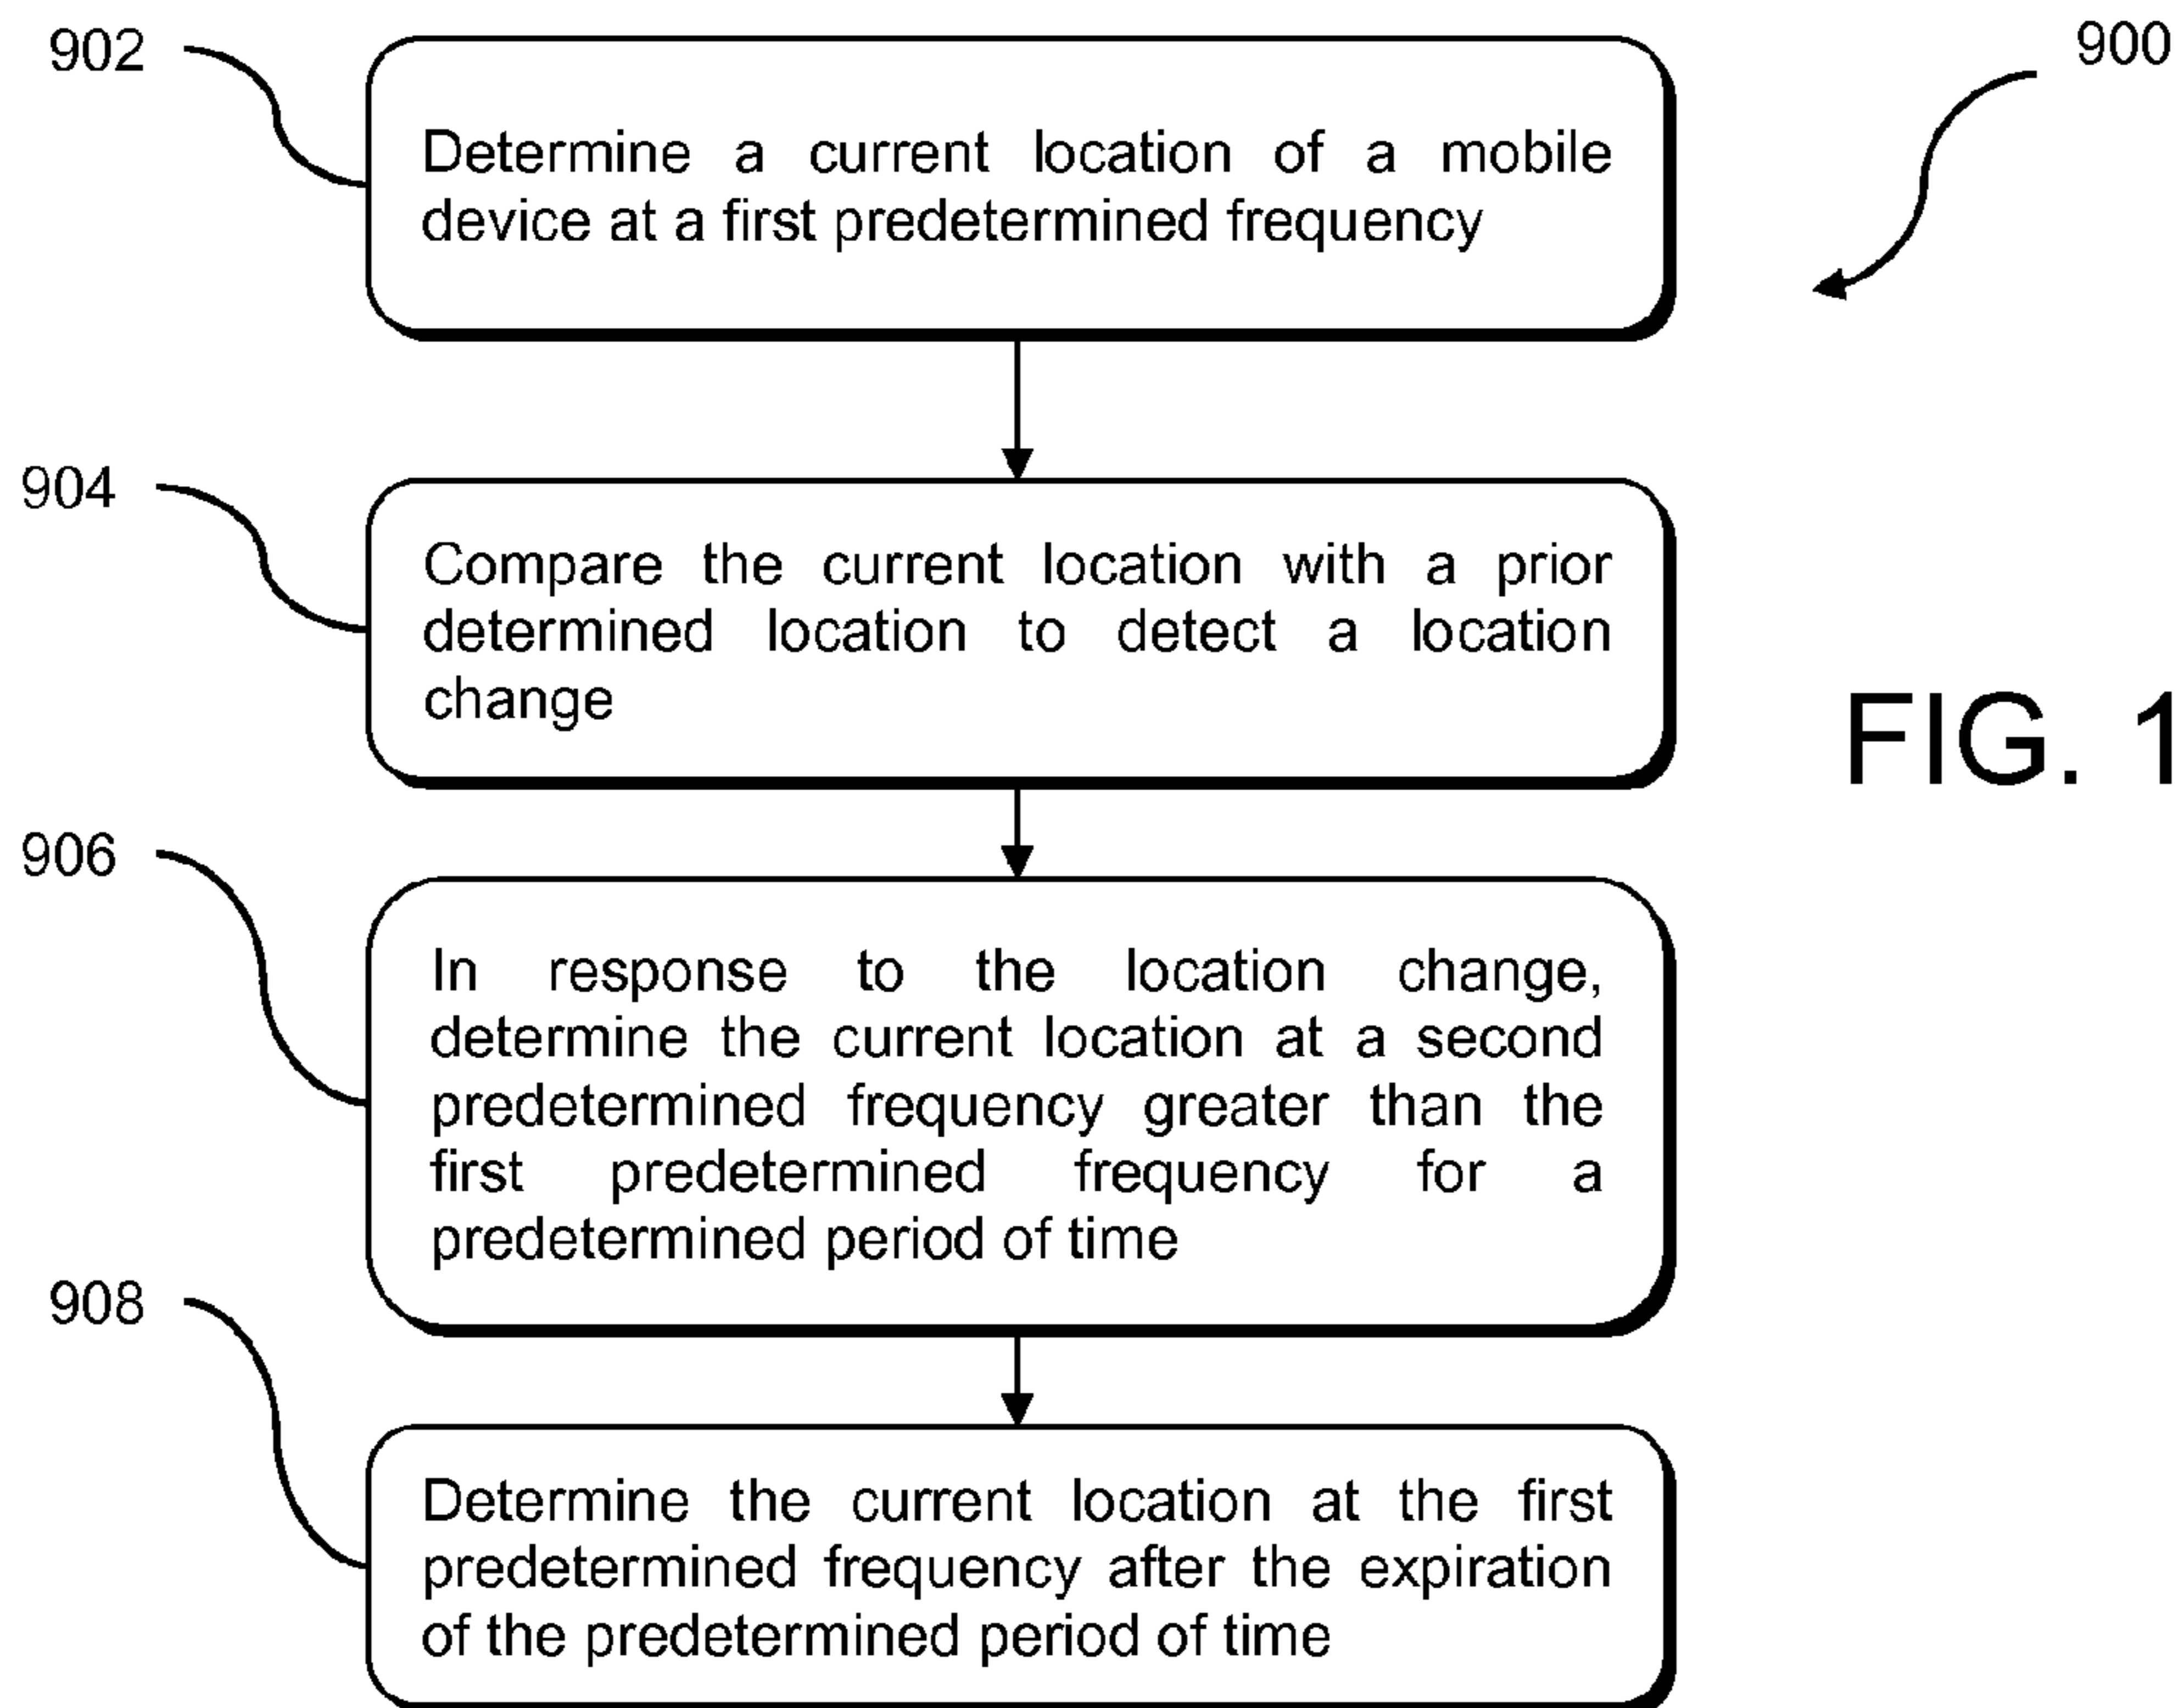 902
900
Determine a current location of a mobile
device at a first predetermined frequency
904
Compare the current location with a prior
determined location to detect a location
change
FIG. 1
906
In response to the location change,
determine the current location at a second
predetermined frequency greater than the
first predetermined frequency for a
predetermined period of time
908
Determine the current location at the first
predetermined frequency after the expiration
of the predetermined period of time